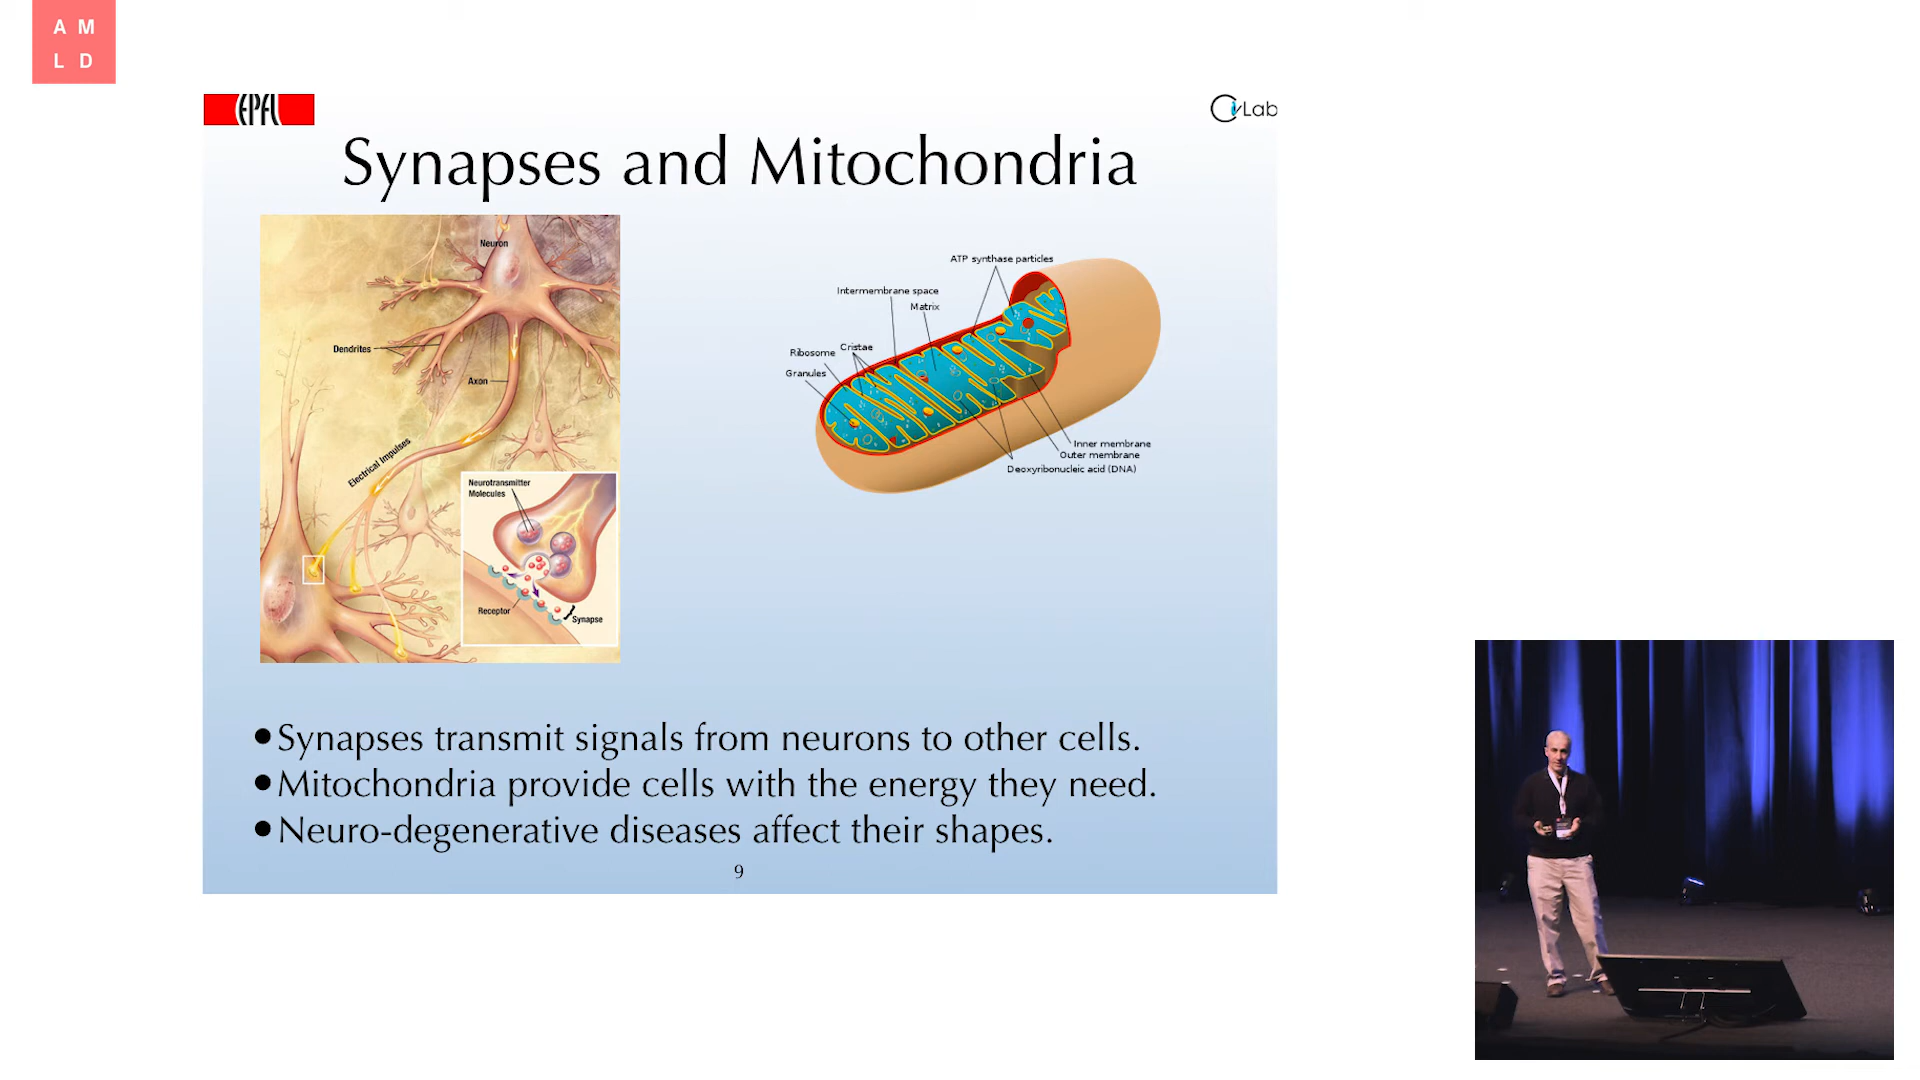 A M
L D
EPFL
CVLab
Synapses and Mitochondria
Neuron
Dendrites
Axon
Electrical Impulses
Neurotransmitter
Molecules
Receptor
Synapse
ATP synthase particles
Intermembrane space
Matrix
Cristae
Ribosome
Granules
Inner membrane
Outer membrane
Deoxyribonucleic acid (DNA)
•Synapses transmit signals from neurons to other cells.
•Mitochondria provide cells with the energy they need.
•Neuro-degenerative diseases affect their shapes.
9